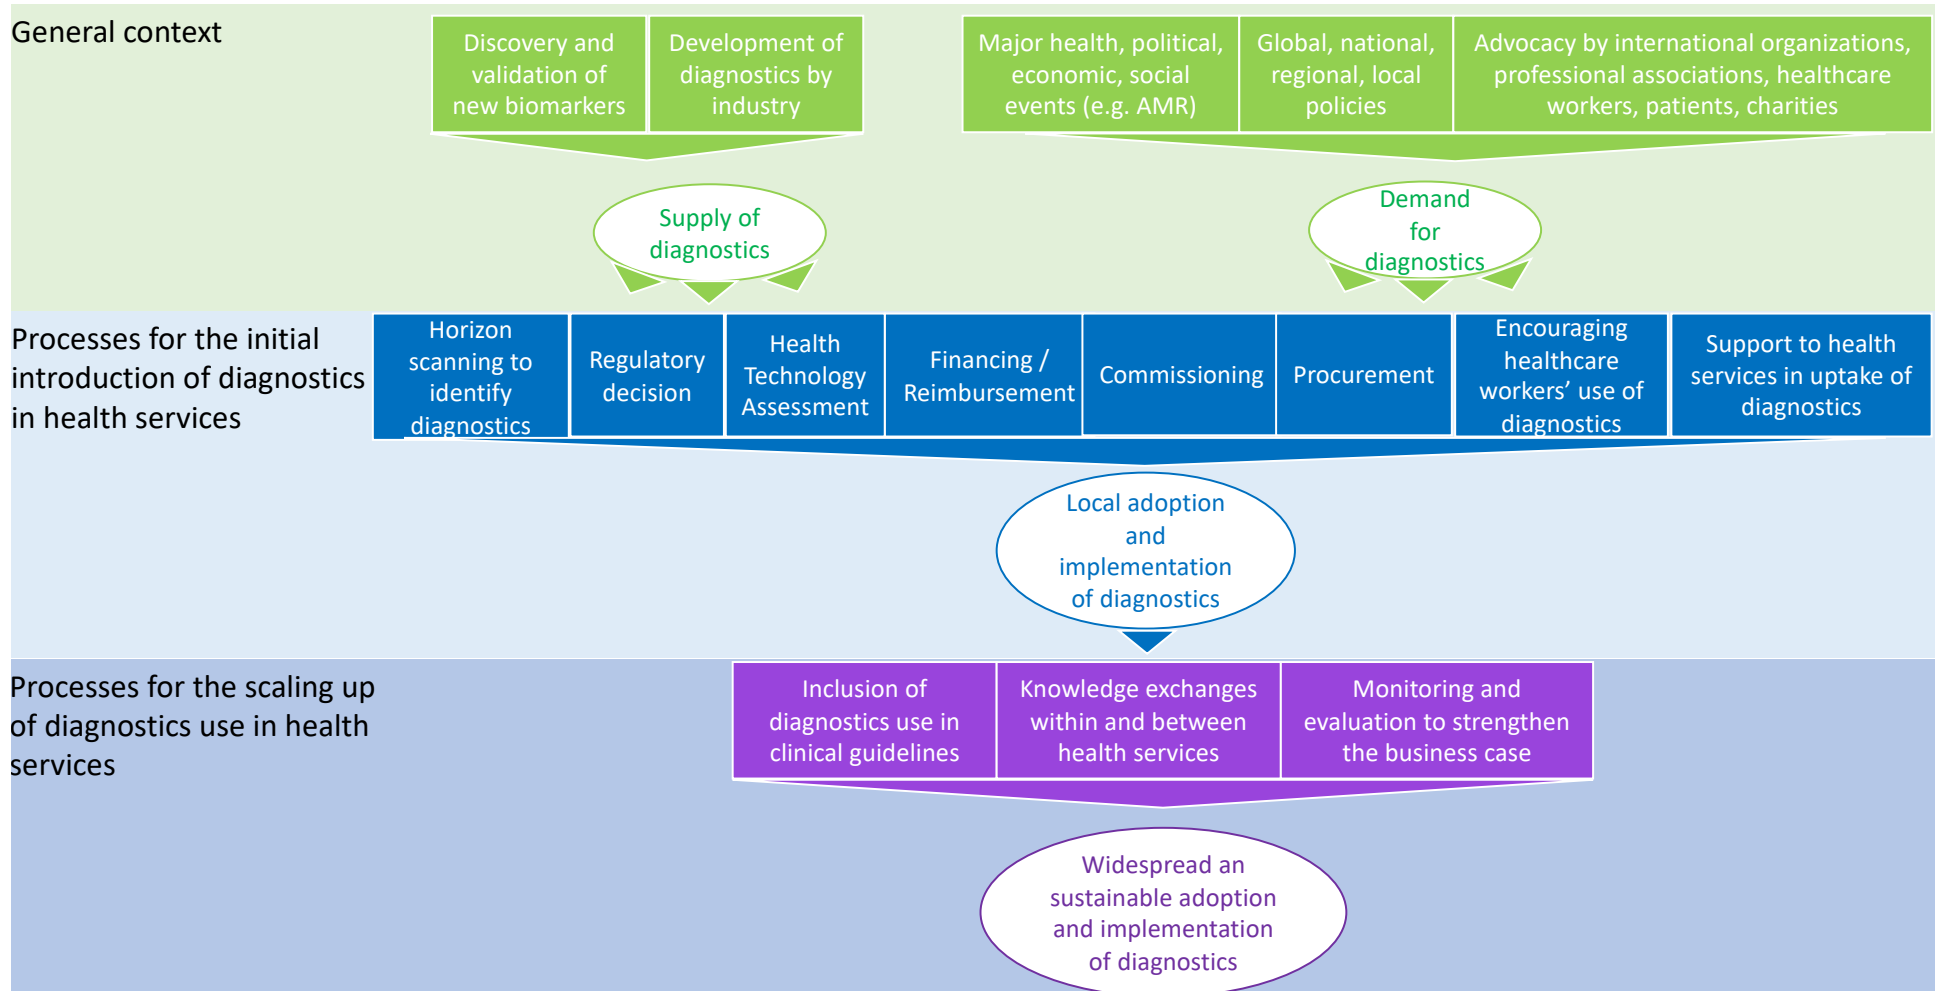 General context
Discovery and
validation of
new biomarkers
Development of
diagnostics by
industry
Major health, political,
economic, social
events (e.g. AMR)
Global, national,
regional, local
policies
Advocacy by international organizations,
professional associations, healthcare
workers, patients, charities
Supply of
diagnostics
Demand
for
diagnostics
Processes for the initial
introduction of diagnostics
in health services
Horizon
scanning to
identify
diagnostics
Regulatory
decision
Health
Technology
Assessment
Financing /
Reimbursement
Commissioning
Procurement
Encouraging
healthcare
workers’ use of
diagnostics
Support to health
services in uptake of
diagnostics
Local adoption
and
implementation
of diagnostics
Processes for the scaling up
of diagnostics use in health
services
Inclusion of
diagnostics use in
clinical guidelines
Knowledge exchanges
within and between
health services
Monitoring and
evaluation to strengthen
the business case
Widespread an
sustainable adoption
and implementation
of diagnostics